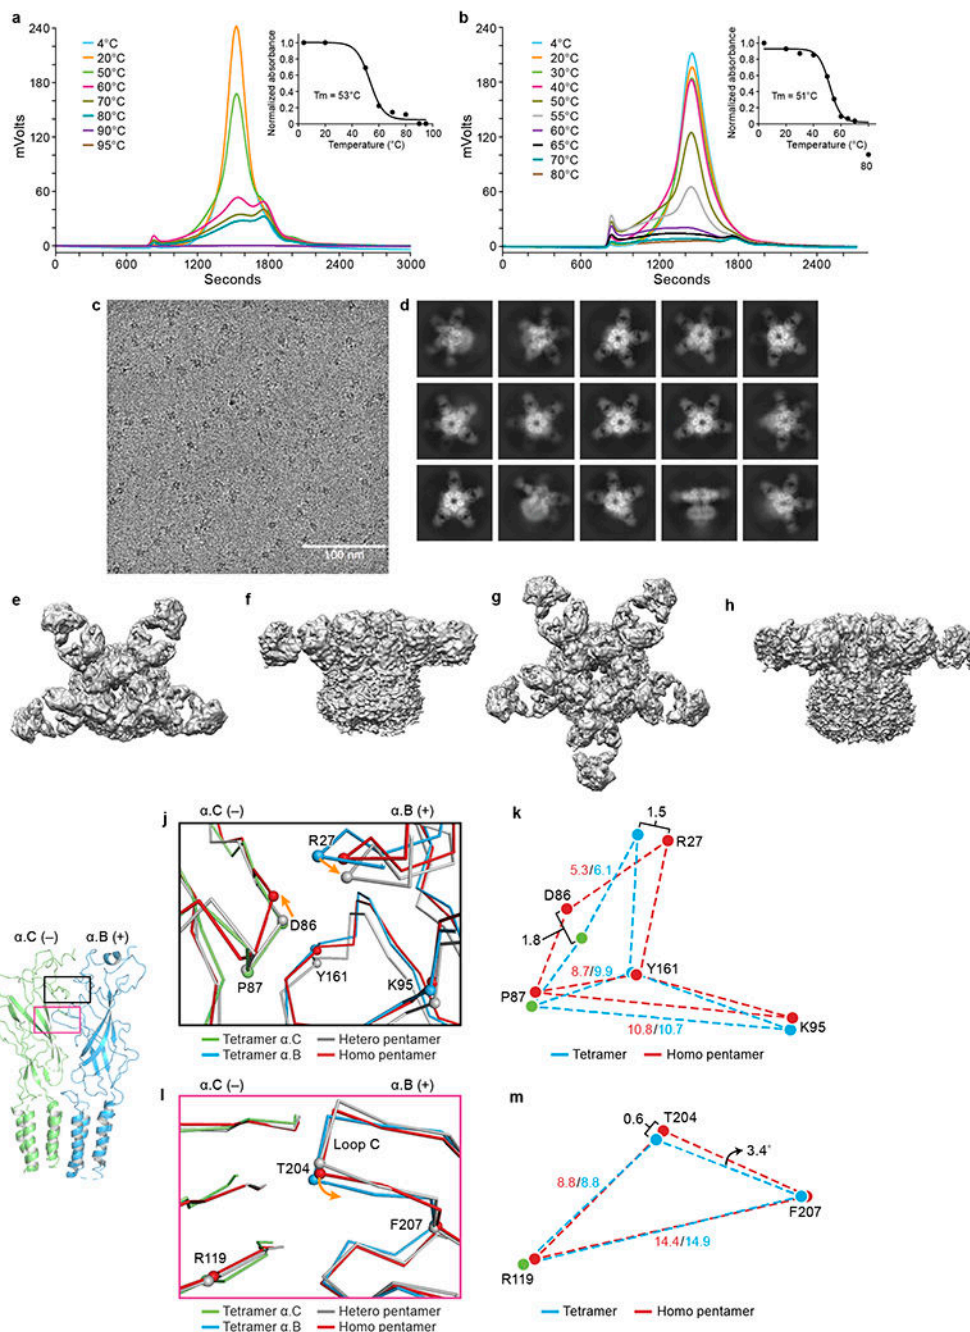 a
240
180
120
60
0
mVolts
4°C
20°C
50°C
60°C
70°C
80°C
90°C
95°C
Normalized absorbance
1.0
0.8
0.6
0.4
0.2
0
Tm = 53°C
0 20 40 60 80 100
Temperature (°C)
0 600 1200 1800 2400 3000
Seconds
b
240
180
120
60
0
mVolts
4°C
20°C
30°C
40°C
50°C
55°C
60°C
65°C
70°C
80°C
Normalized absorbance
1.0
0.8
0.6
0.4
0.2
0
Tm = 51°C
0 20 40 60
80
Temperature (°C)
0 600 1200 1800 2400
Seconds
c
100 nm
d
e
f
g
h
α.C (–) α.B (+)
j
α.C (–) α.B (+)
R27
D86
P87
Y161
K95
Tetramer α.C Hetero pentamer
Tetramer α.B Homo pentamer
k
1.5
R27
5.3/6.1
D86
1.8
8.7/9.9
Y161
P87
K95
10.8/10.7
Tetramer Homo pentamer
l
α.C (–) α.B (+)
Loop C
T204
F207
R119
Tetramer α.C Hetero pentamer
Tetramer α.B Homo pentamer
m
0.6
T204
3.4°
8.8/8.8
F207
14.4/14.9
R119
Tetramer Homo pentamer